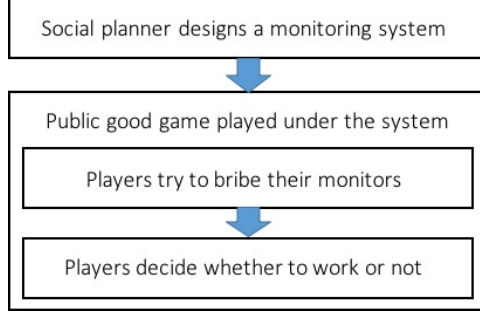 Social planner designs a monitoring system
Public good game played under the system
Players try to bribe their monitors
Players decide whether to work or not